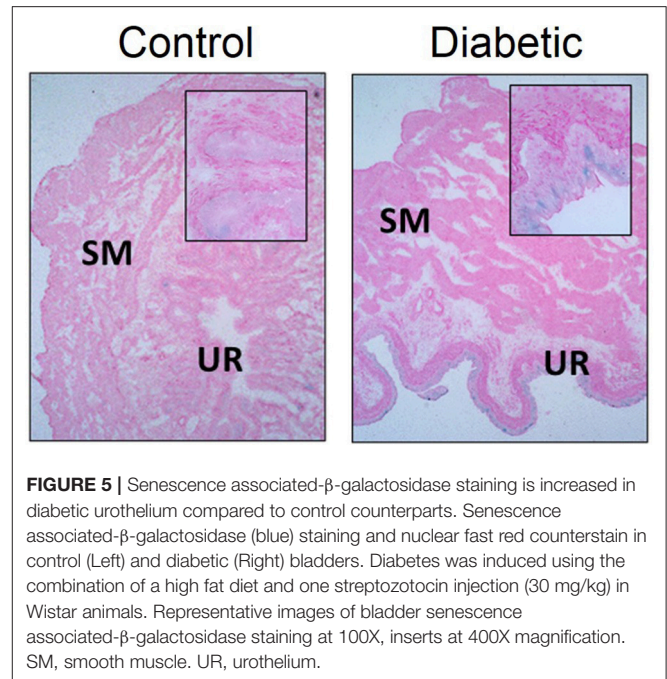 Control Diabetic
SM
SM
UR
UR
FIGURE 5 | Senescence associated-β-galactosidase staining is increased in
diabetic urothelium compared to control counterparts. Senescence
associated-β-galactosidase (blue) staining and nuclear fast red counterstain in
control (Left) and diabetic (Right) bladders. Diabetes was induced using the
combination of a high fat diet and one streptozotocin injection (30 mg/kg) in
Wistar animals. Representative images of bladder senescence
associated-β-galactosidase staining at 100X, inserts at 400X magnification.
SM, smooth muscle. UR, urothelium.